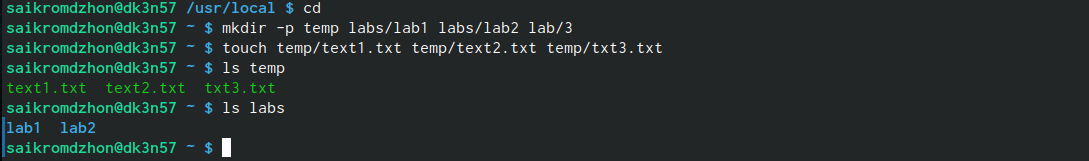 saikromdzhon@dk3n57 /usr/local $ cd
saikromdzhon@dk3n57 ~ $ mkdir -p temp labs/lab1 labs/lab2 lab/3
saikromdzhon@dk3n57 ~ $ touch temp/text1.txt temp/text2.txt temp/txt3.txt
saikromdzhon@dk3n57 ~ $ ls temp
text1.txt  text2.txt  txt3.txt
saikromdzhon@dk3n57 ~ $ ls labs
lab1  lab2
saikromdzhon@dk3n57 ~ $